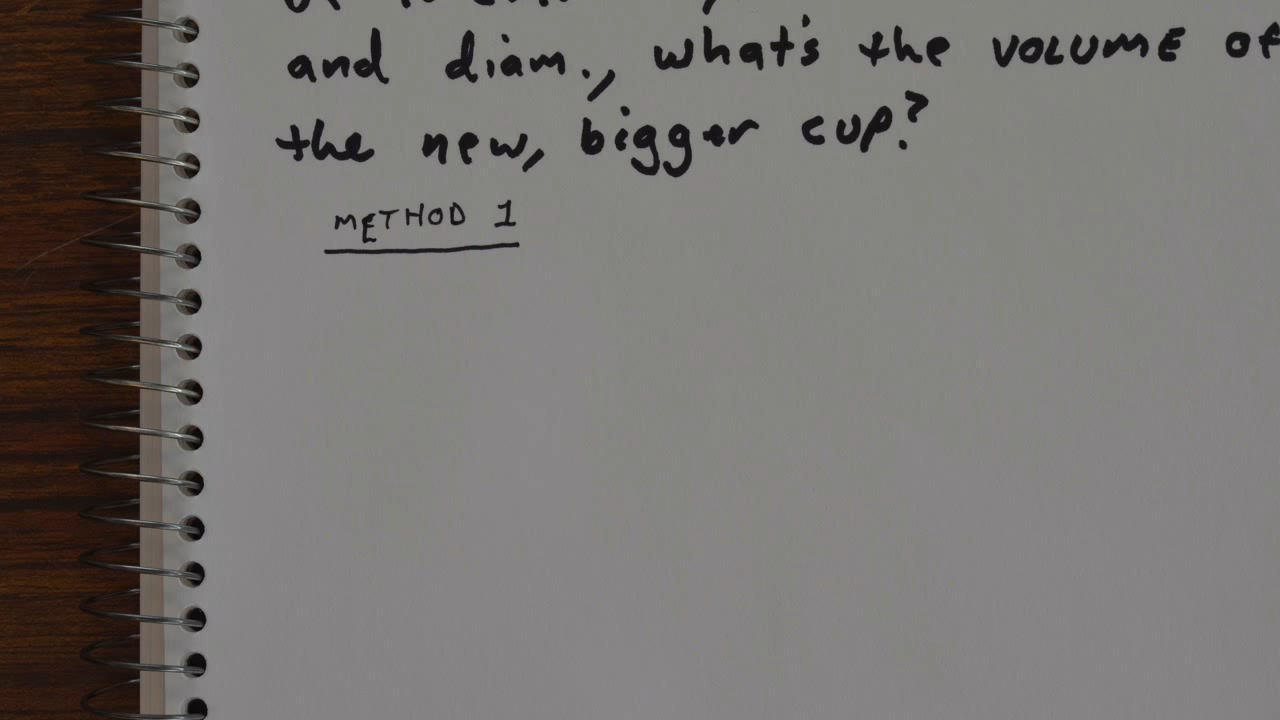 and diam., what's the VOLUME of
the new, bigger cup?
METHOD 1